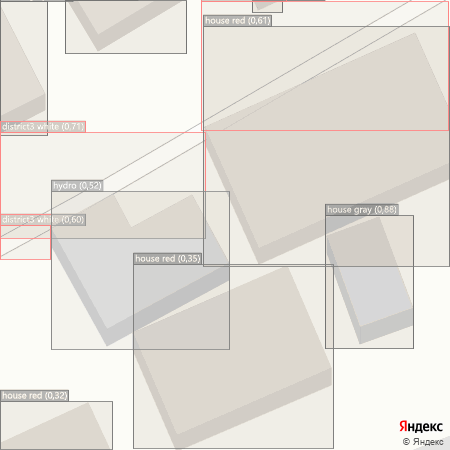 house red (0,61)
district3 white (0,71)
hydro (0,52)
house gray (0,88)
district3 white (0,60)
house red (0,35)
house red (0,32)
Яндекс
© Яндекс